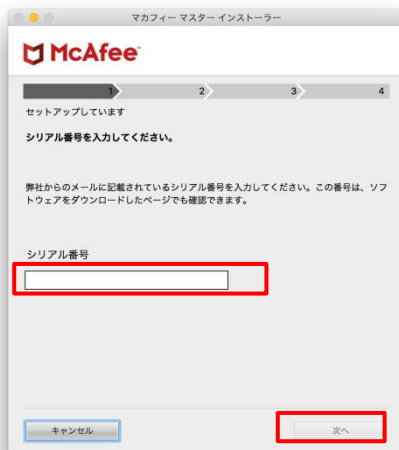 マカフィー マスター インストーラー
McAfee™
1 2 3 4
セットアップしています
シリアル番号を入力してください。
弊社からのメールに記載されているシリアル番号を入力してください。この番号は、ソフ
トウェアをダウンロードしたページでも確認できます。
シリアル番号
キャンセル 次へ